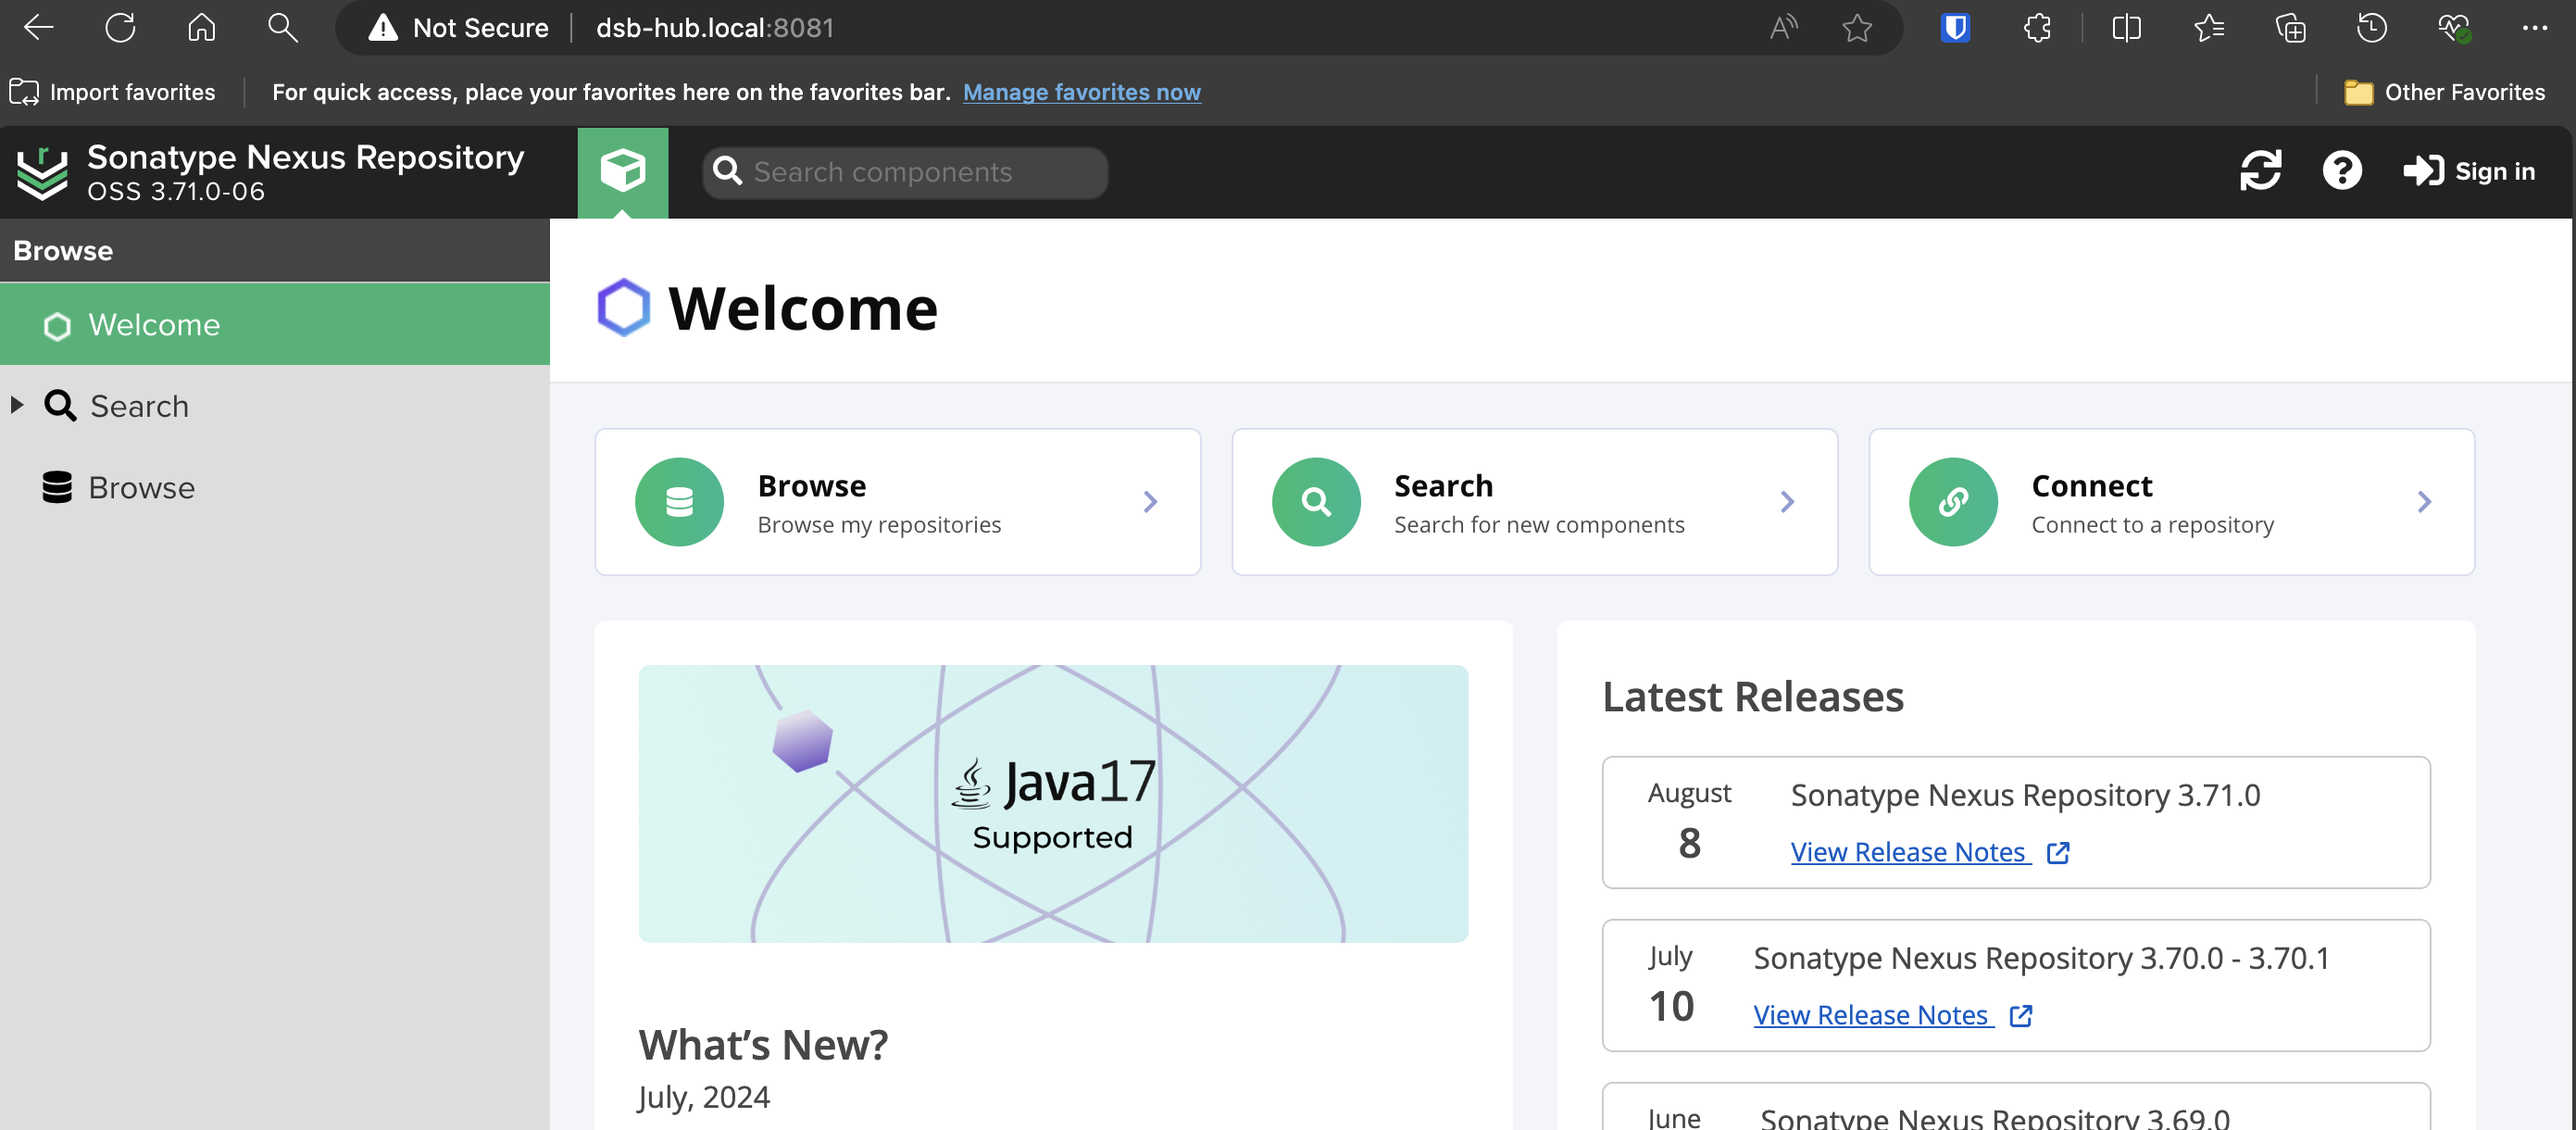 Not Secure dsb-hub.local:8081
Import favorites For quick access, place your favorites here on the favorites bar. Manage favorites now Other Favorites
Sonatype Nexus Repository
OSS 3.71.0-06
Search components
Sign in
Browse
Welcome
Search
Browse
Welcome
Browse
Browse my repositories
Search
Search for new components
Connect
Connect to a repository
Java17
Supported
What's New?
July, 2024
Latest Releases
August
8
Sonatype Nexus Repository 3.71.0
View Release Notes
July
10
Sonatype Nexus Repository 3.70.0 - 3.70.1
View Release Notes
June
Sonatype Nexus Repository 3.69.0